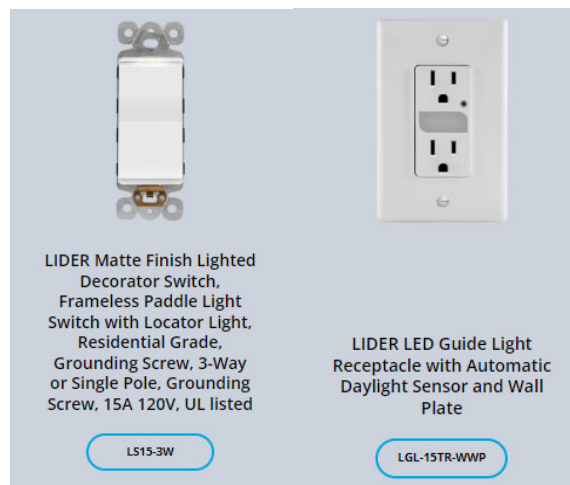 LIDER Matte Finish Lighted
Decorator Switch,
Frameless Paddle Light
Switch with Locator Light,
Residential Grade,
Grounding Screw, 3-Way
or Single Pole, Grounding
Screw, 15A 120V, UL listed
LS15-3W
LIDER LED Guide Light
Receptacle with Automatic
Daylight Sensor and Wall
Plate
LGL-15TR-WWP